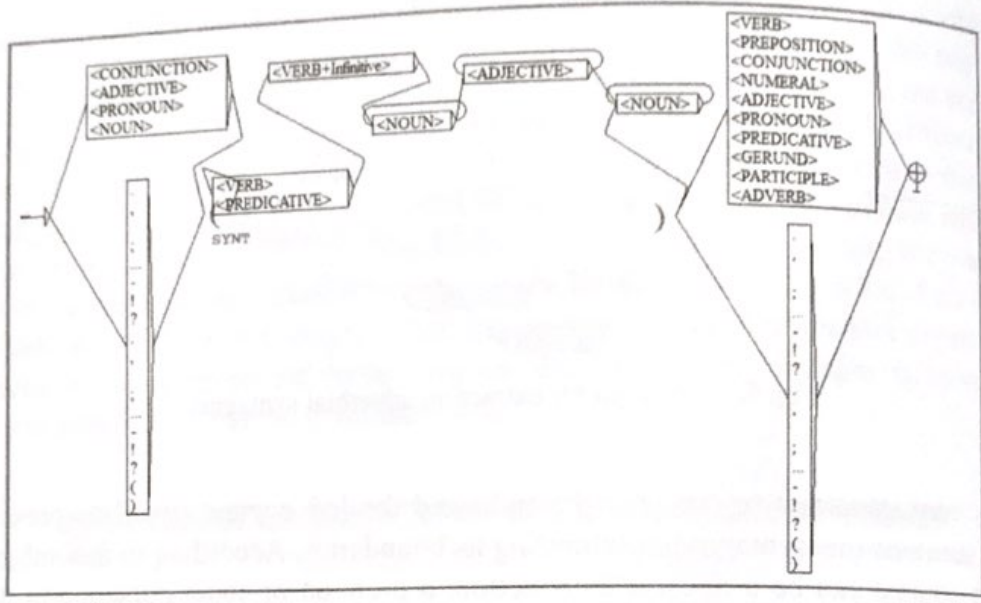 <CONJUNCTION>
<ADJECTIVE>
<PRONOUN>
<NOUN>
.
,
;
...
-
!
?
.
,
;
...
-
!
?
(
)
<VERB>
<PREDICATIVE>
(
SYNT
<VERB+Infinitive>
<NOUN>
<ADJECTIVE>
<NOUN>
)
<VERB>
<PREPOSITION>
<CONJUNCTION>
<NUMERAL>
<ADJECTIVE>
<PRONOUN>
<PREDICATIVE>
<GERUND>
<PARTICIPLE>
<ADVERB>
.
,
;
...
-
!
?
.
,
;
...
-
!
?
(
)